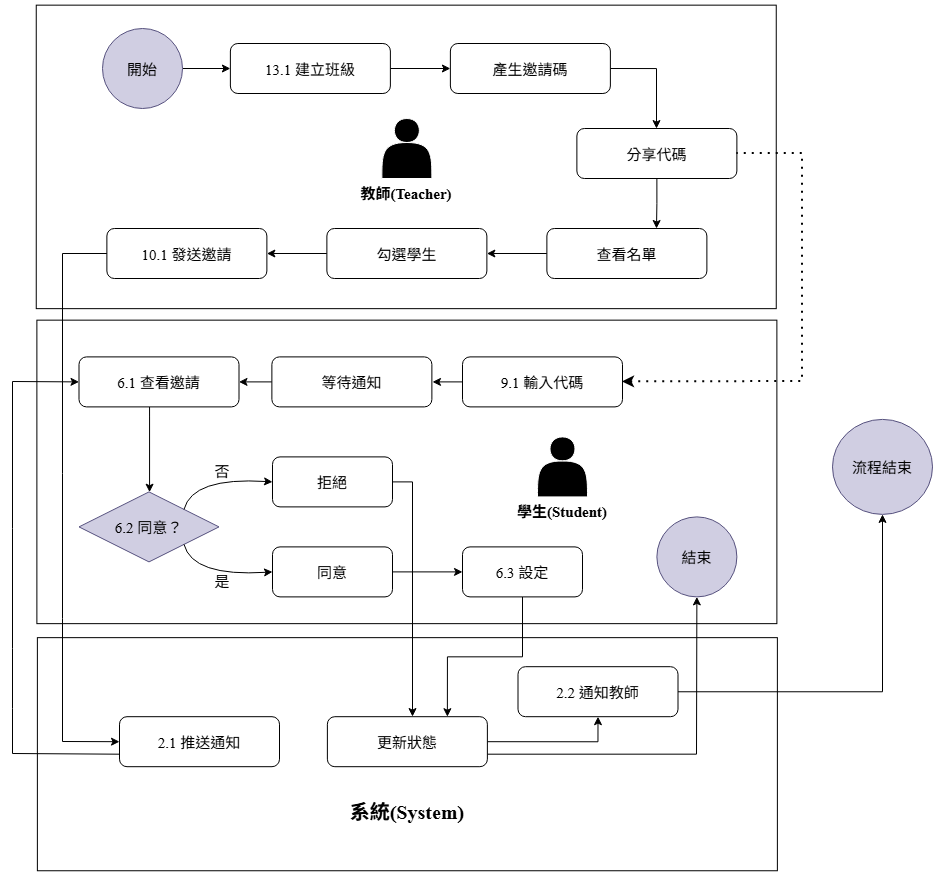 開始
13.1 建立班級
產生邀請碼
分享代碼
教師(Teacher)
10.1 發送邀請
勾選學生
查看名單
6.1 查看邀請
等待通知
9.1 輸入代碼
否
拒絕
6.2 同意？
是
同意
6.3 設定
學生(Student)
結束
流程結束
2.1 推送通知
更新狀態
2.2 通知教師
系統(System)